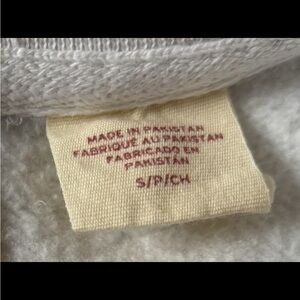 MADE IN PAKISTAN
FABRIQUÉ AU PAKISTAN
FABRICADO EN
PAKISTÁN
S/P/CH